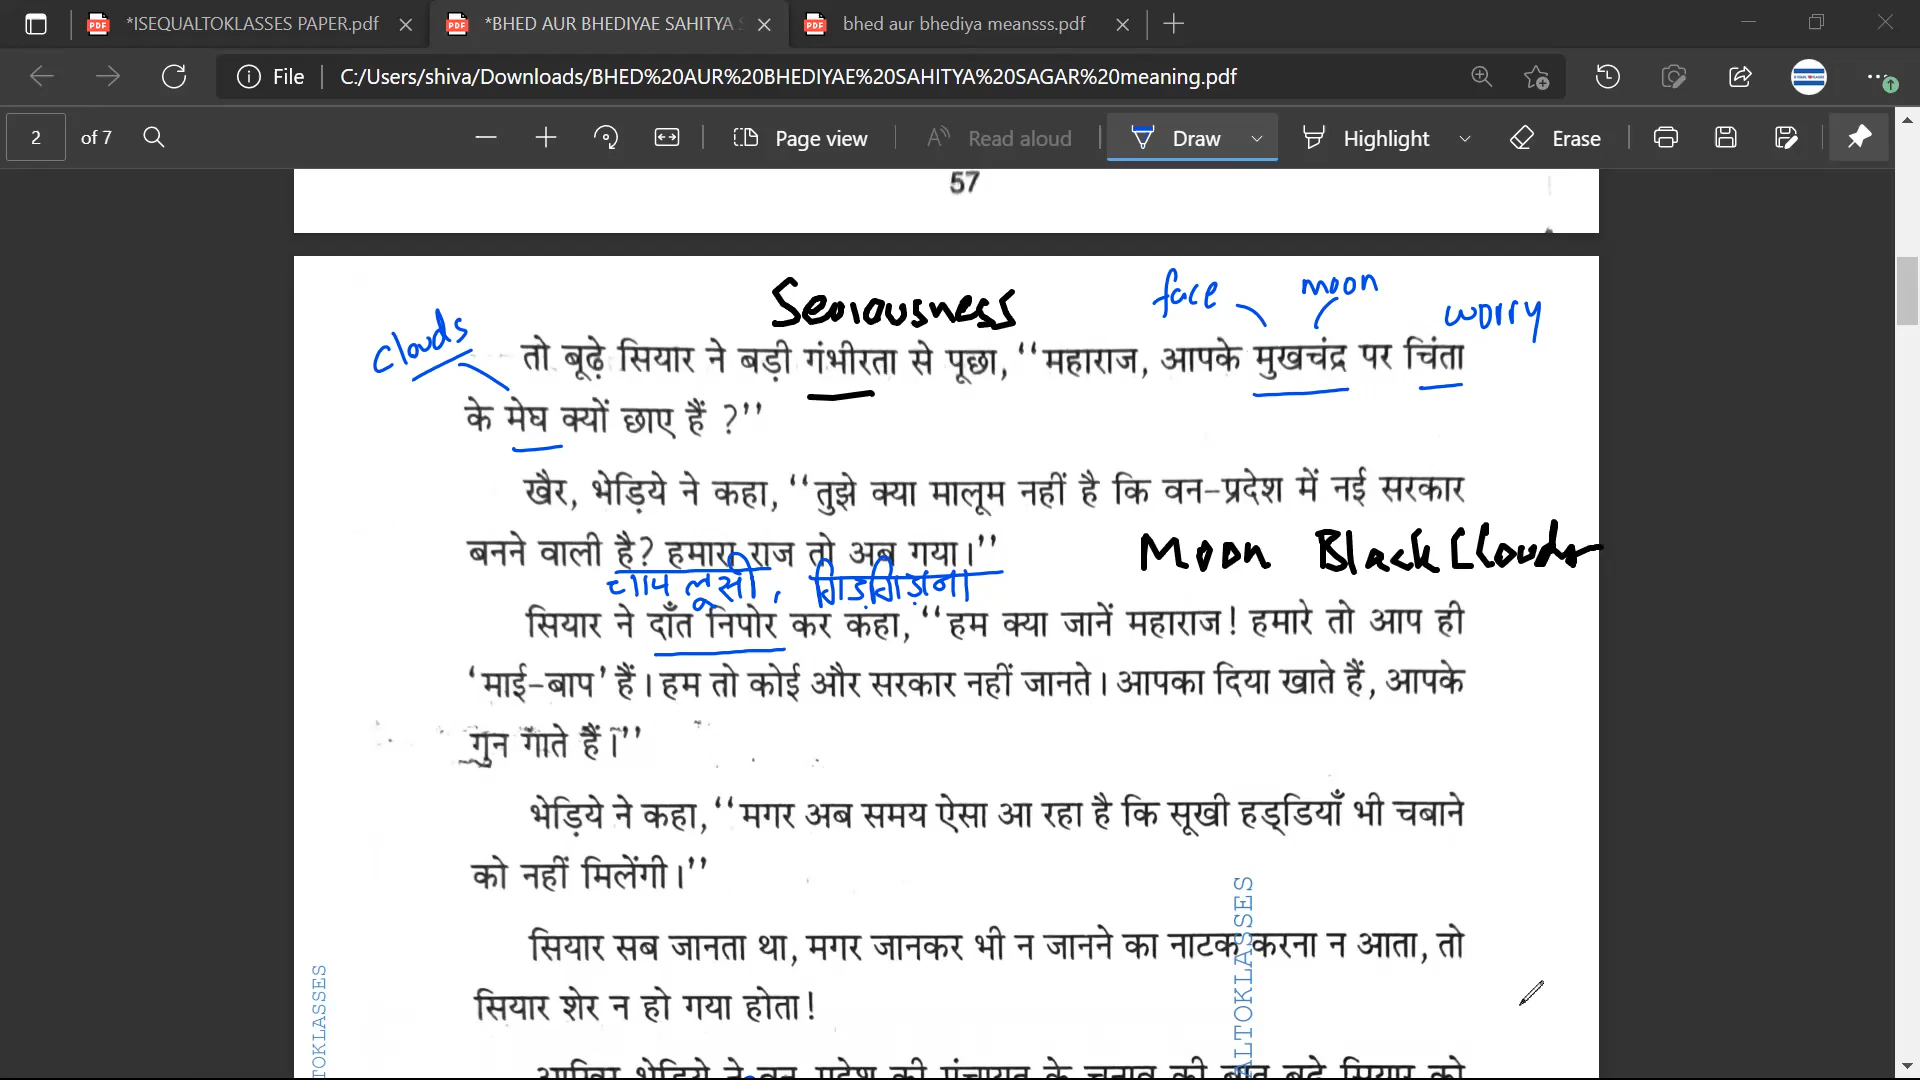 *ISEQUALTOKLASSES PAPER.pdf
*BHED AUR BHEDIYAE SAHITYA S
bhed aur bhediya meansss.pdf
File
C:/Users/shiva/Downloads/BHED%20AUR%20BHEDIYAE%20SAHITYA%20SAGAR%20meaning.pdf
2 of 7
Page view
Read aloud
Draw
Highlight
Erase
57
Seriousness
face
moon
worry
clouds
तो बूढ़े सियार ने बड़ी गंभीरता से पूछा, ‘‘महाराज, आपके मुखचंद्र पर चिंता
के मेघ क्यों छाए हैं ?’’
खैर, भेड़िये ने कहा, ‘‘तुझे क्या मालूम नहीं है कि वन-प्रदेश में नई सरकार
बनने वाली है? हमारा राज तो अब गया।’’
Moon Black Clouds
चापलूसी, गिड़गिड़ाना
सियार ने दाँत निपोर कर कहा, ‘‘हम क्या जानें महाराज! हमारे तो आप ही
‘माई-बाप’ हैं। हम तो कोई और सरकार नहीं जानते। आपका दिया खाते हैं, आपके
गुन गाते हैं।’’
भेड़िये ने कहा, ‘‘मगर अब समय ऐसा आ रहा है कि सूखी हड्डियाँ भी चबाने
को नहीं मिलेंगी।’’
सियार सब जानता था, मगर जानकर भी न जानने का नाटक करना न आता, तो
सियार शेर न हो गया होता!
TOKLASSES
ALTOKLASSES